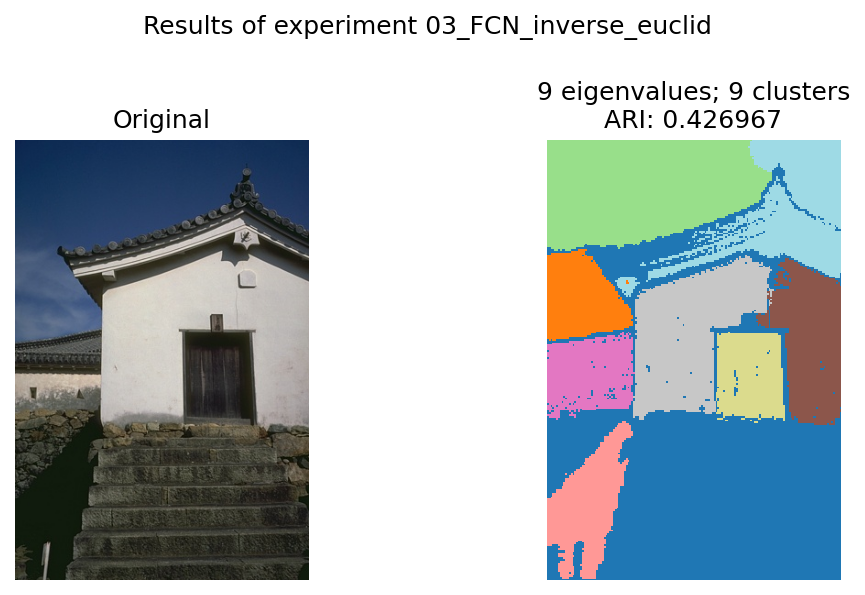 Results of experiment 03_FCN_inverse_euclid
Original
9 eigenvalues; 9 clusters
ARI: 0.426967